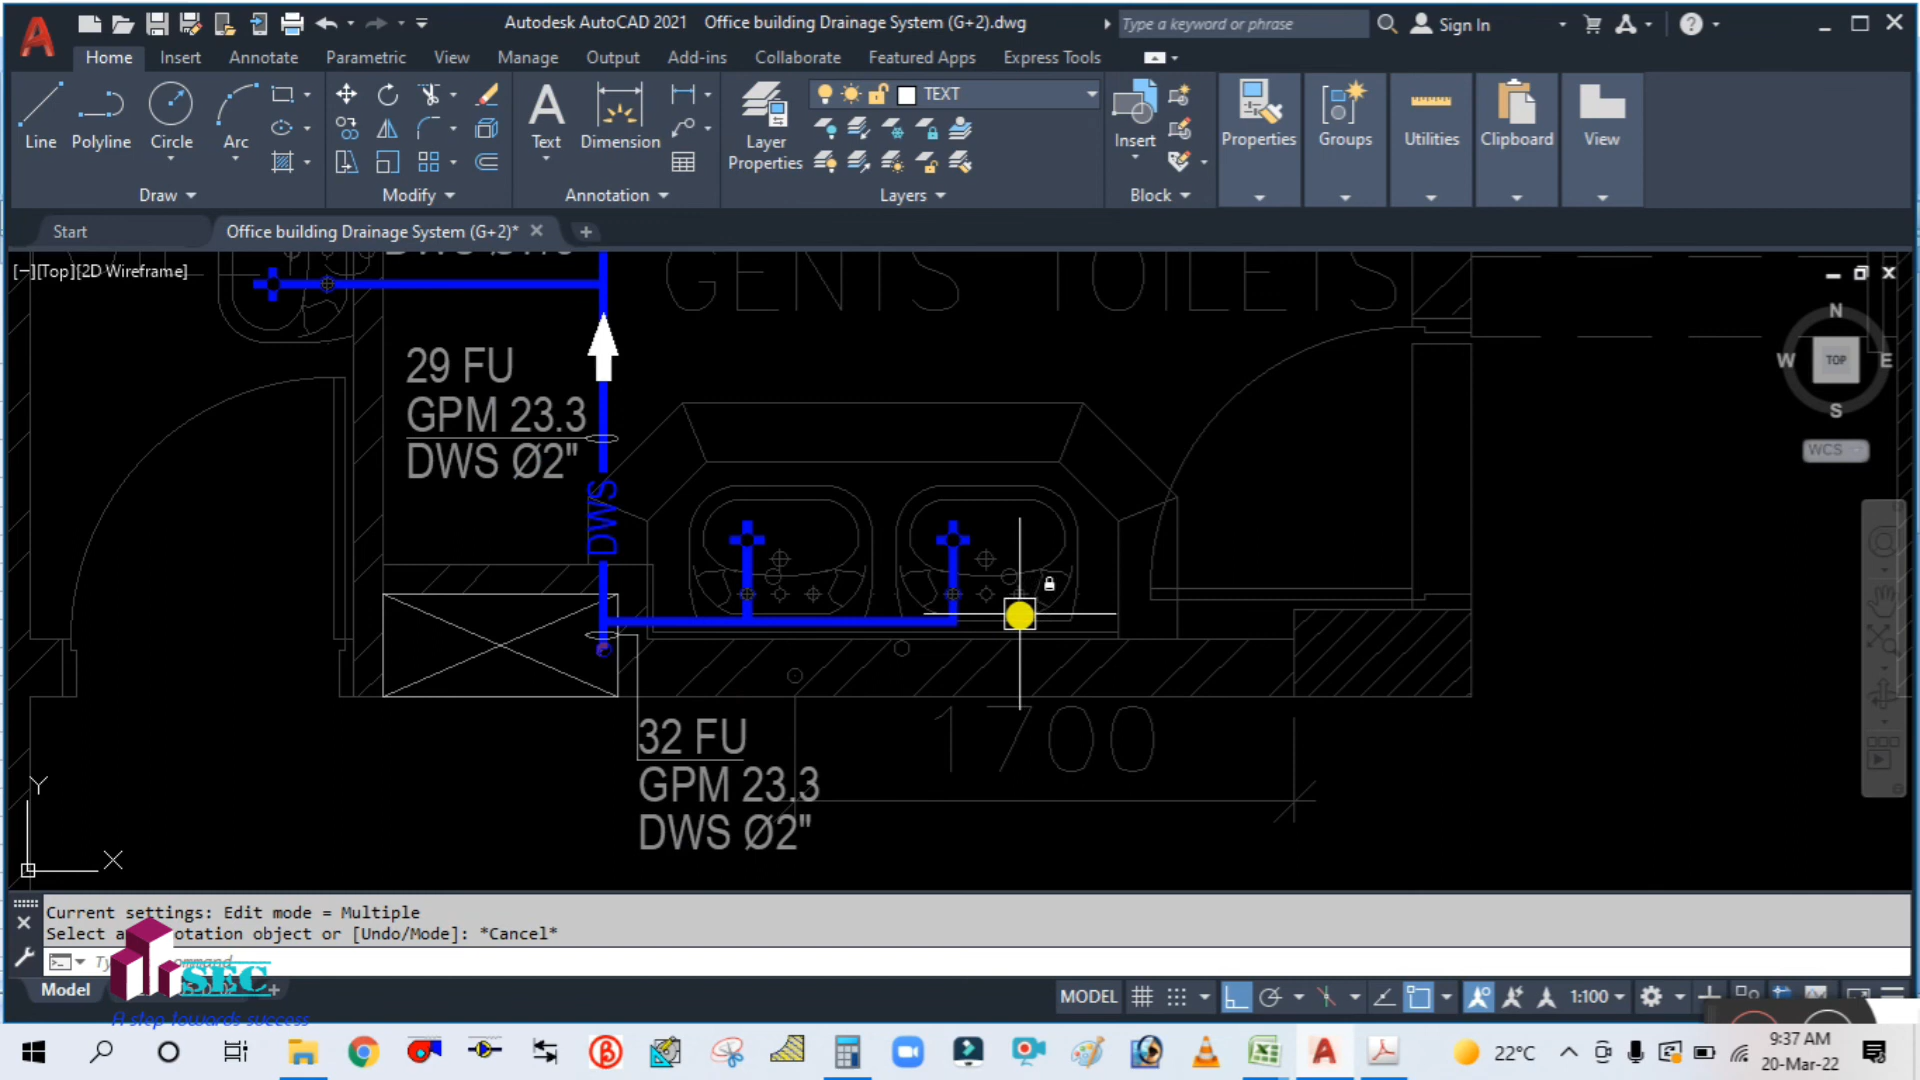 Autodesk AutoCAD 2021 Office building Drainage System (G+2).dwg
Type a keyword or phrase
Sign In
Home Insert Annotate Parametric View Manage Output Add-ins Collaborate Featured Apps Express Tools
TEXT
Line Polyline Circle Arc
Text Dimension
Layer Properties
Insert
Properties Groups Utilities Clipboard View
Draw Modify Annotation Layers Block
Start Office building Drainage System (G+2)*
[−][Top][2D Wireframe]
GENTS TOILETS
N
W TOP E
S
WCS
29 FU
GPM 23.3
DWS Ø2"
DWS
32 FU
GPM 23.3
DWS Ø2"
1700
Y
X
Current settings: Edit mode = Multiple
Select an annotation object or [Undo/Mode]: *Cancel*
SEC
A step towards success
Model
MODEL 1:100
22°C
9:37 AM
20-Mar-22